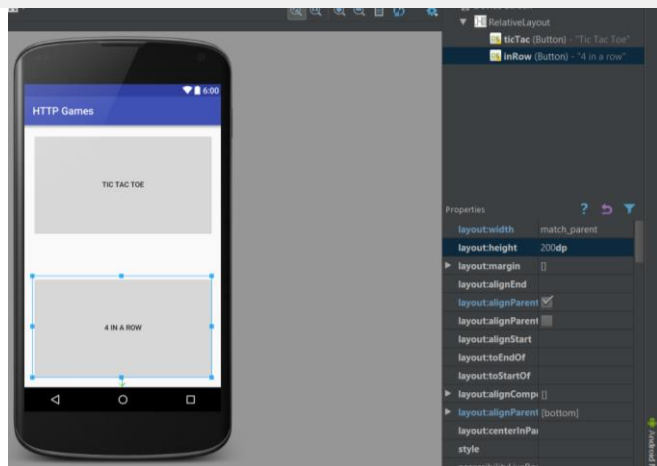 RelativeLayout
ticTac (Button) - "Tic Tac Toe"
inRow (Button) - "4 in a row"
6:00
HTTP Games
TIC TAC TOE
4 IN A ROW
Properties
?
layout:width match_parent
layout:height 200dp
layout:margin []
layout:alignEnd
layout:alignParent
layout:alignParent
layout:alignStart
layout:toEndOf
layout:toStartOf
layout:alignCompo []
layout:alignParent [bottom]
layout:centerInPar
style
Android